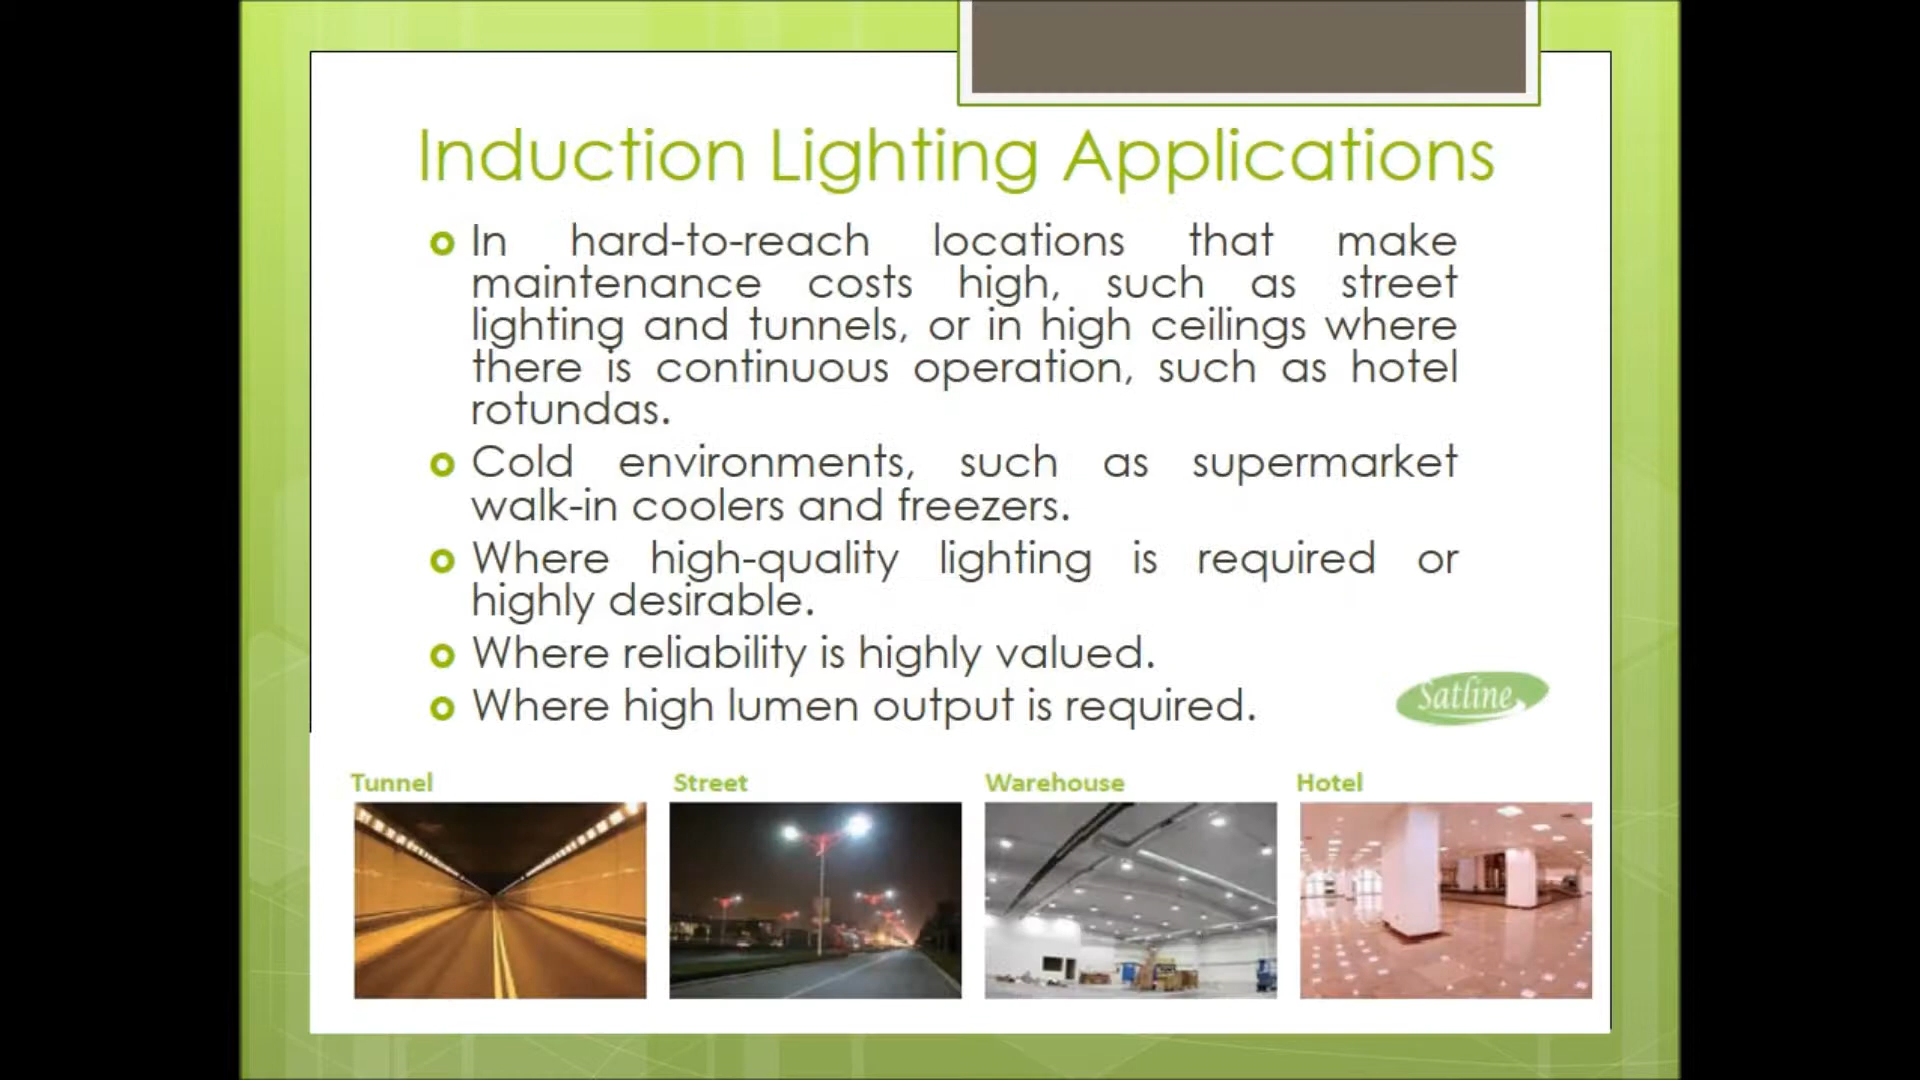 Induction Lighting Applications
In hard-to-reach locations that make
maintenance costs high, such as street
lighting and tunnels, or in high ceilings where
there is continuous operation, such as hotel
rotundas.
Cold environments, such as supermarket
walk-in coolers and freezers.
Where high-quality lighting is required or
highly desirable.
Where reliability is highly valued.
Where high lumen output is required.
Satline
Tunnel
Street
Warehouse
Hotel